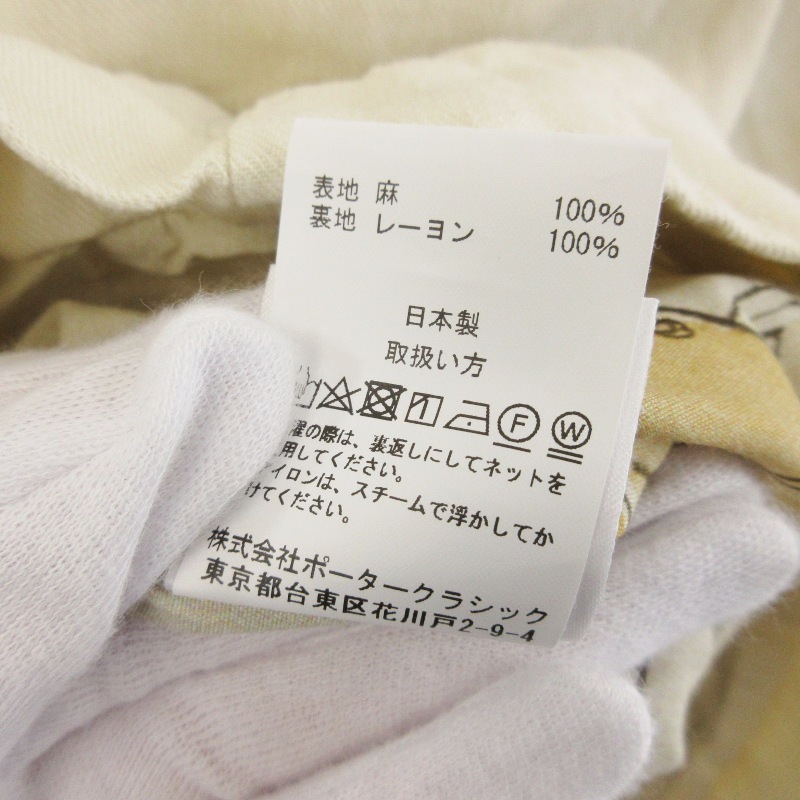 表地 麻 100%
裏地 レーヨン 100%
日本製
取扱い方
F W
濯の際は、裏返しにしてネットを
用してください。
イロンは、スチームで浮かしてか
けてください。
株式会社ポータークラシック
東京都台東区花川戸2-9-4